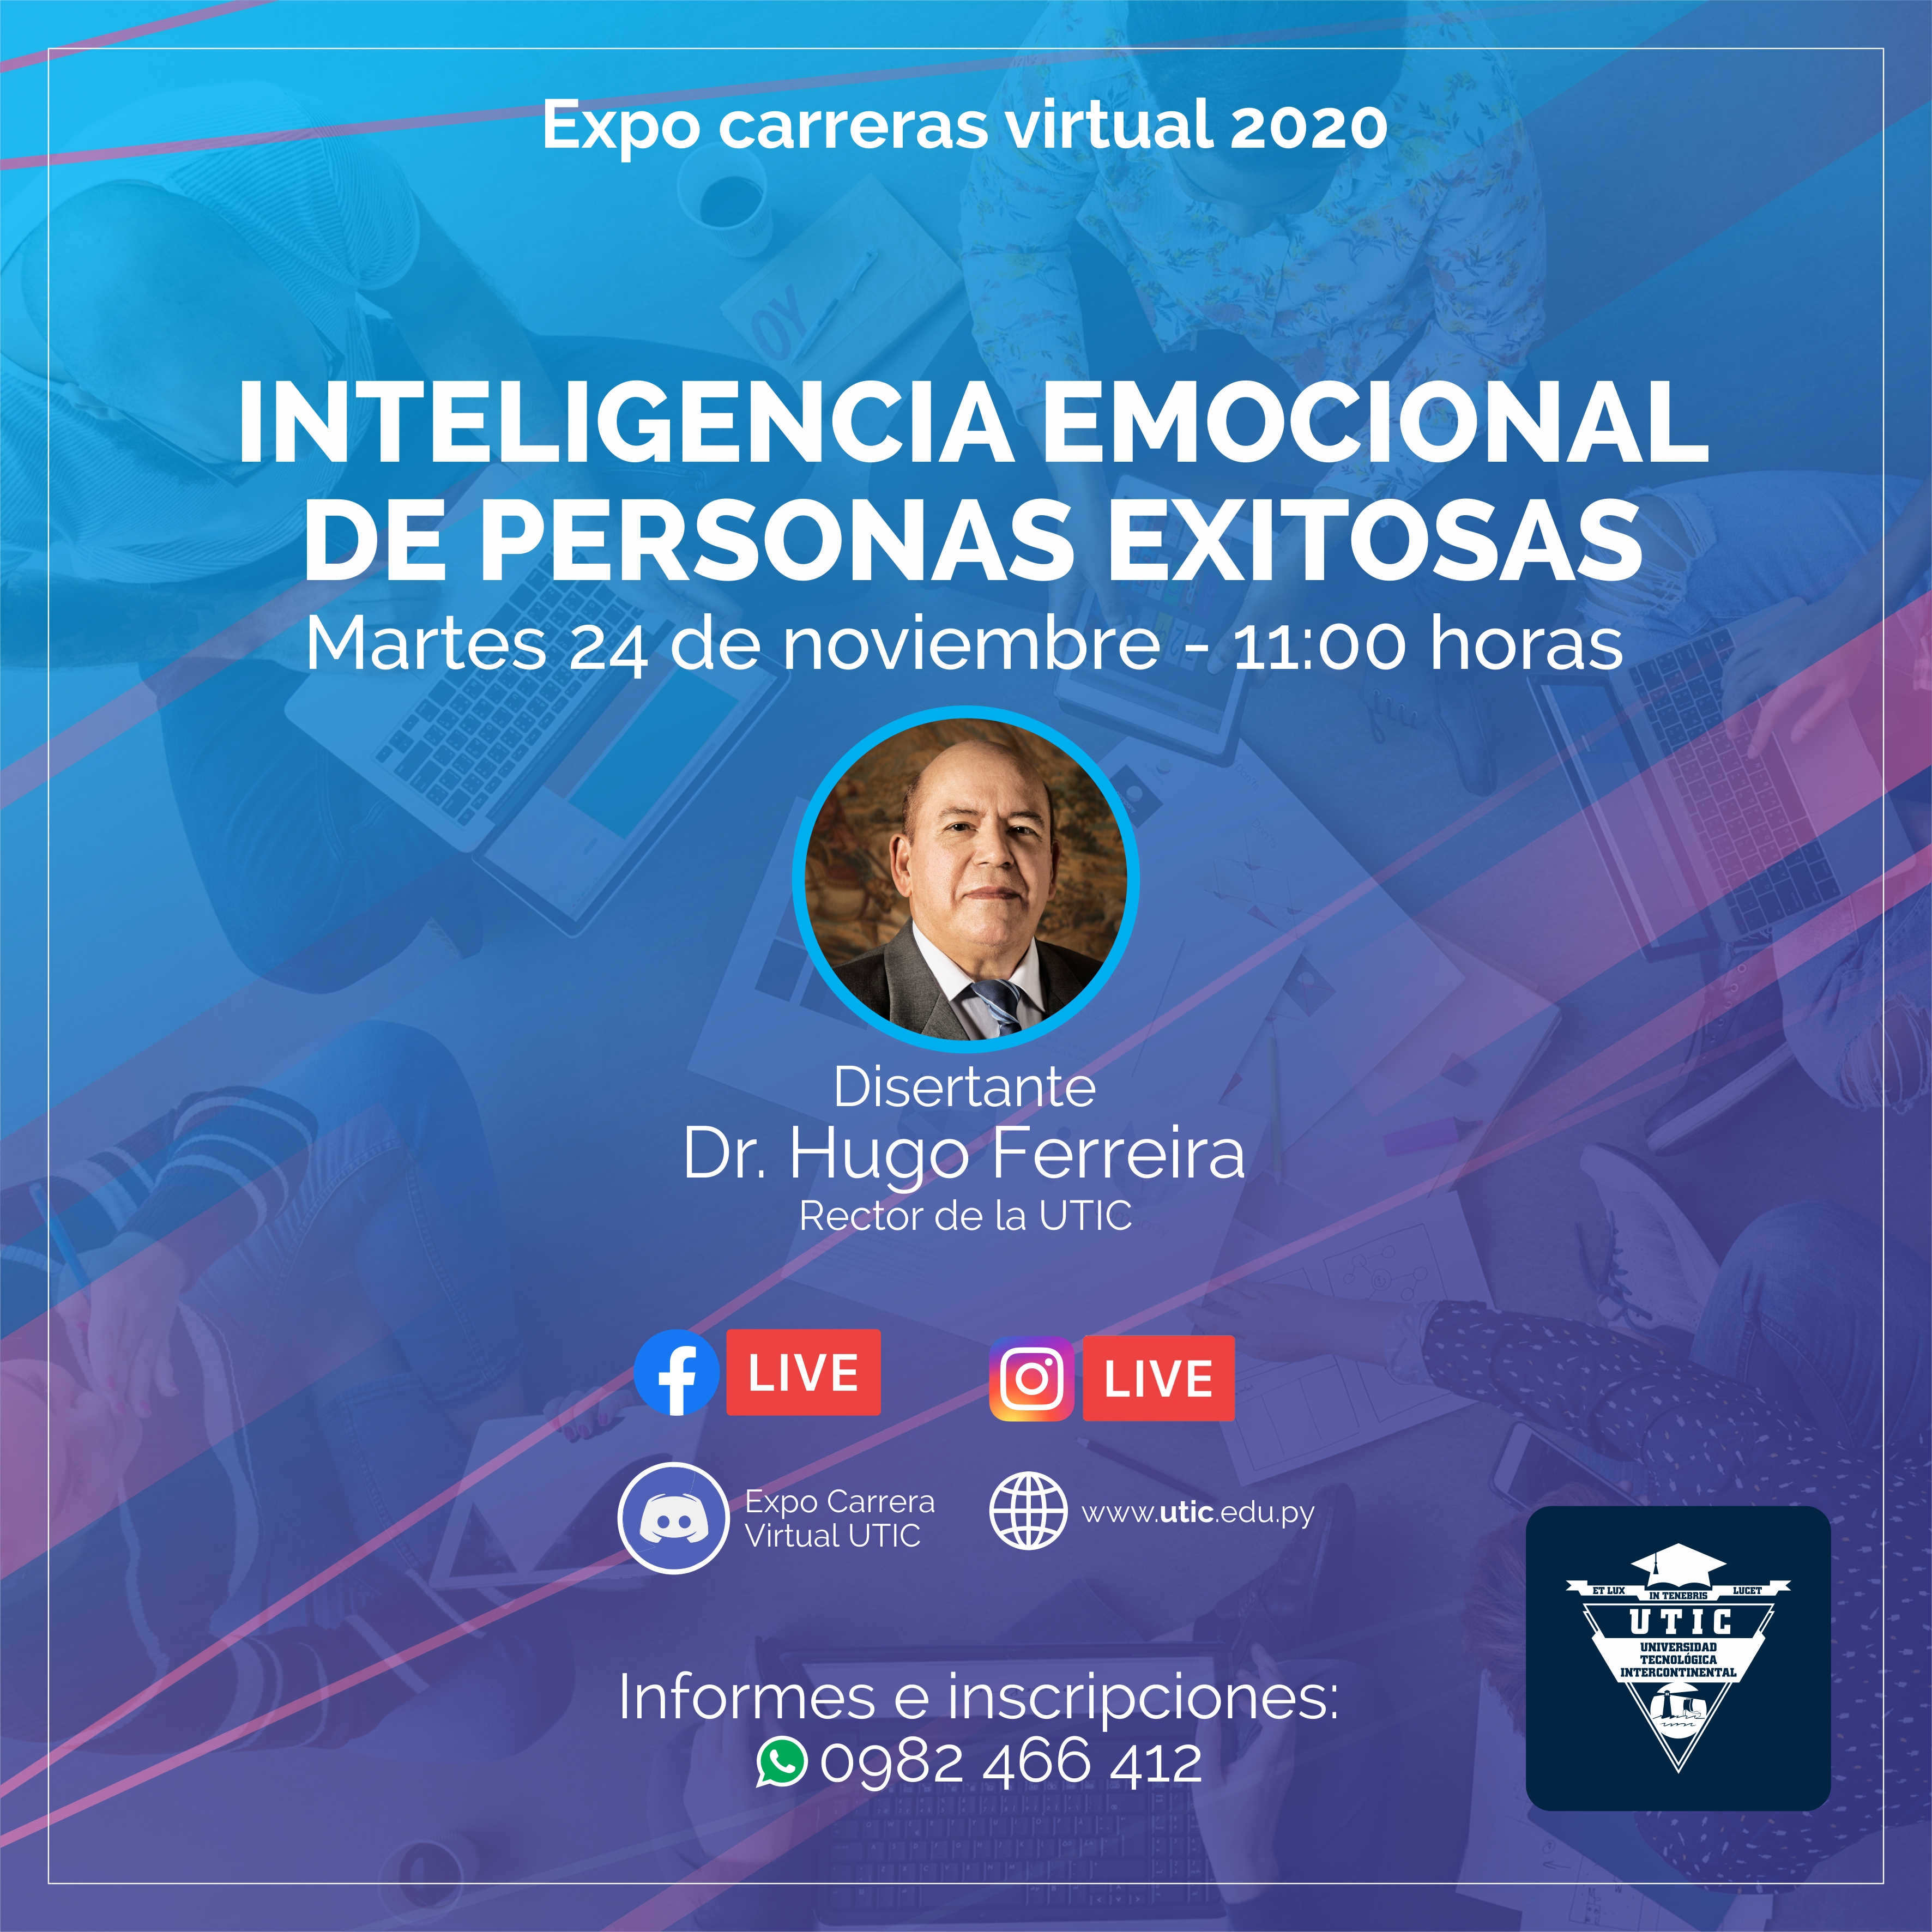 Expo carreras virtual 2020
OY
INTELIGENCIA EMOCIONAL
DE PERSONAS EXITOSAS
Martes 24 de noviembre - 11:00 horas
Disertante
Dr. Hugo Ferreira
Rector de la UTIC
LIVE
LIVE
Expo Carrera
Virtual UTIC
www.utic.edu.py
ET LUX IN TENEBRIS LUCET
UTIC
UNIVERSIDAD
TECNOLÓGICA
INTERCONTINENTAL
Informes e inscripciones:
0982 466 412